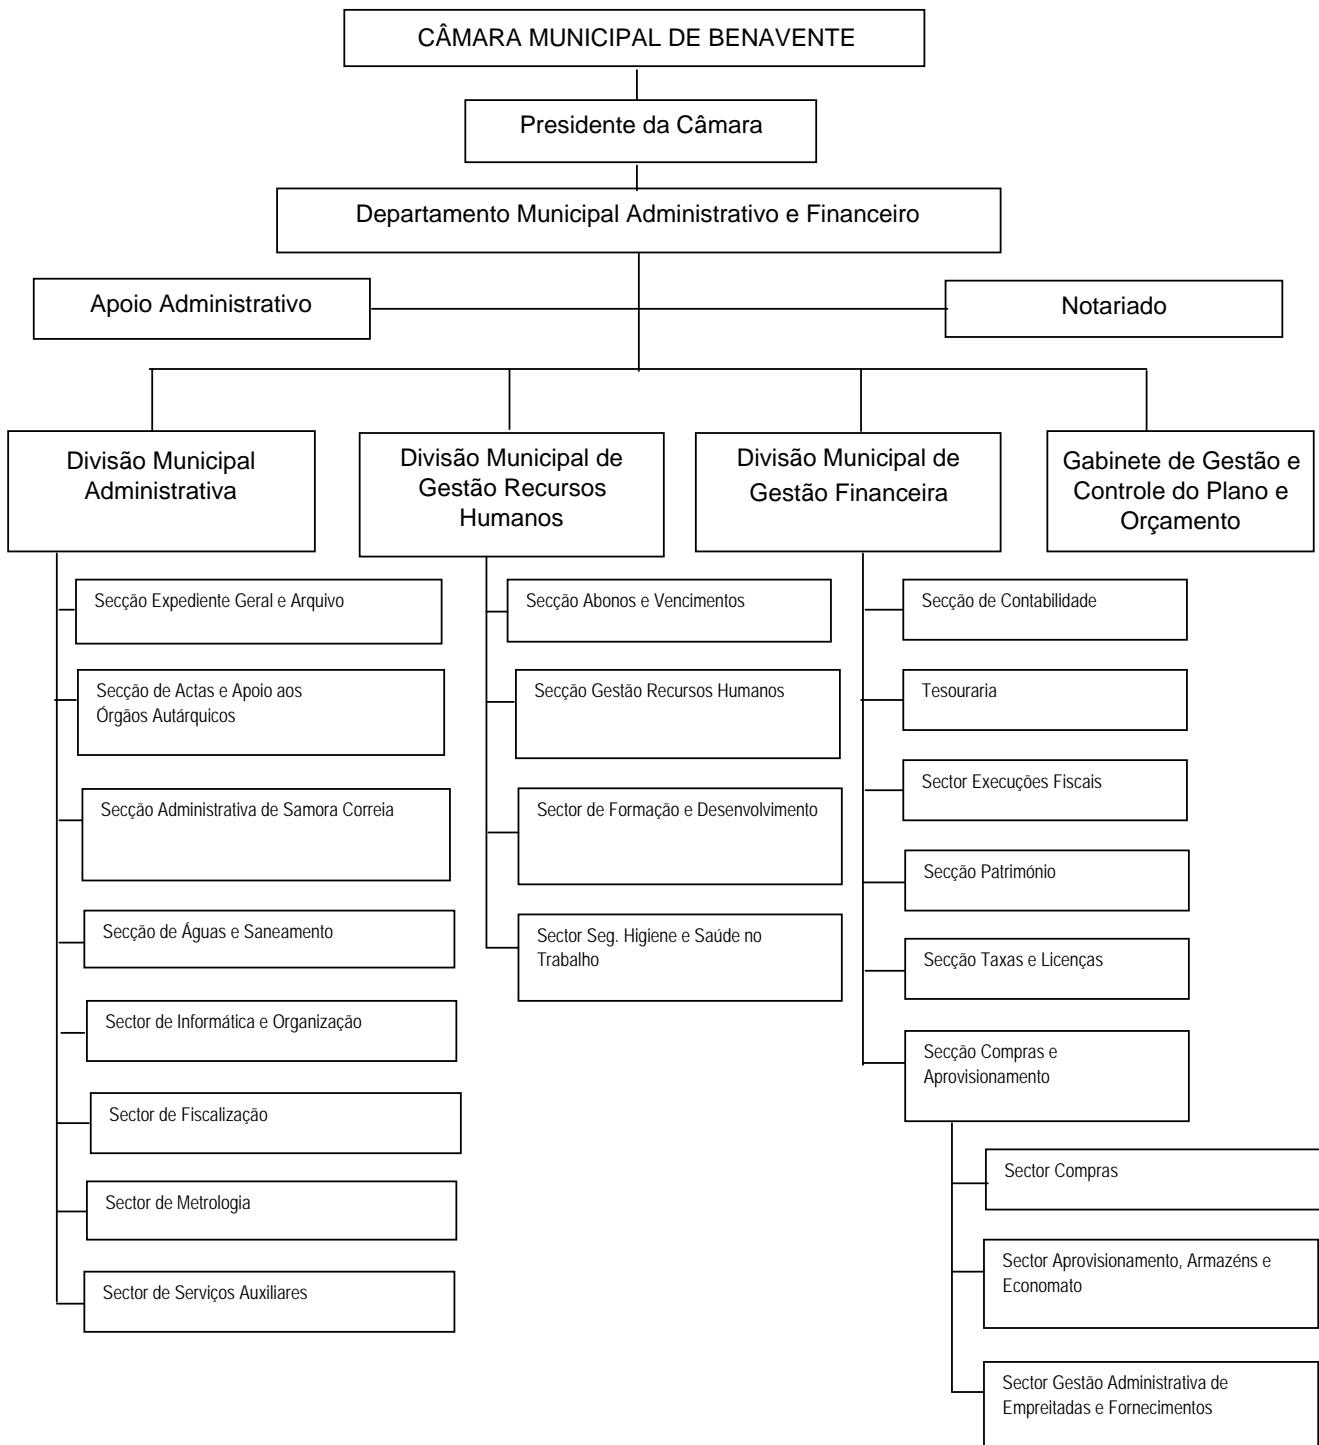 CÂMARA MUNICIPAL DE BENAVENTE
Presidente da Câmara
Departamento Municipal Administrativo e Financeiro
Apoio Administrativo
Notariado
Divisão Municipal
Administrativa
Divisão Municipal de
Gestão Recursos
Humanos
Divisão Municipal de
Gestão Financeira
Gabinete de Gestão e
Controle do Plano e
Orçamento
Secção Expediente Geral e Arquivo
Secção de Actas e Apoio aos
Órgãos Autárquicos
Secção Administrativa de Samora Correia
Secção de Águas e Saneamento
Sector de Informática e Organização
Sector de Fiscalização
Sector de Metrologia
Sector de Serviços Auxiliares
Secção Abonos e Vencimentos
Secção Gestão Recursos Humanos
Sector de Formação e Desenvolvimento
Sector Seg. Higiene e Saúde no
Trabalho
Secção de Contabilidade
Tesouraria
Sector Execuções Fiscais
Secção Património
Secção Taxas e Licenças
Secção Compras e
Aprovisionamento
Sector Compras
Sector Aprovisionamento, Armazéns e
Economato
Sector Gestão Administrativa de
Empreitadas e Fornecimentos